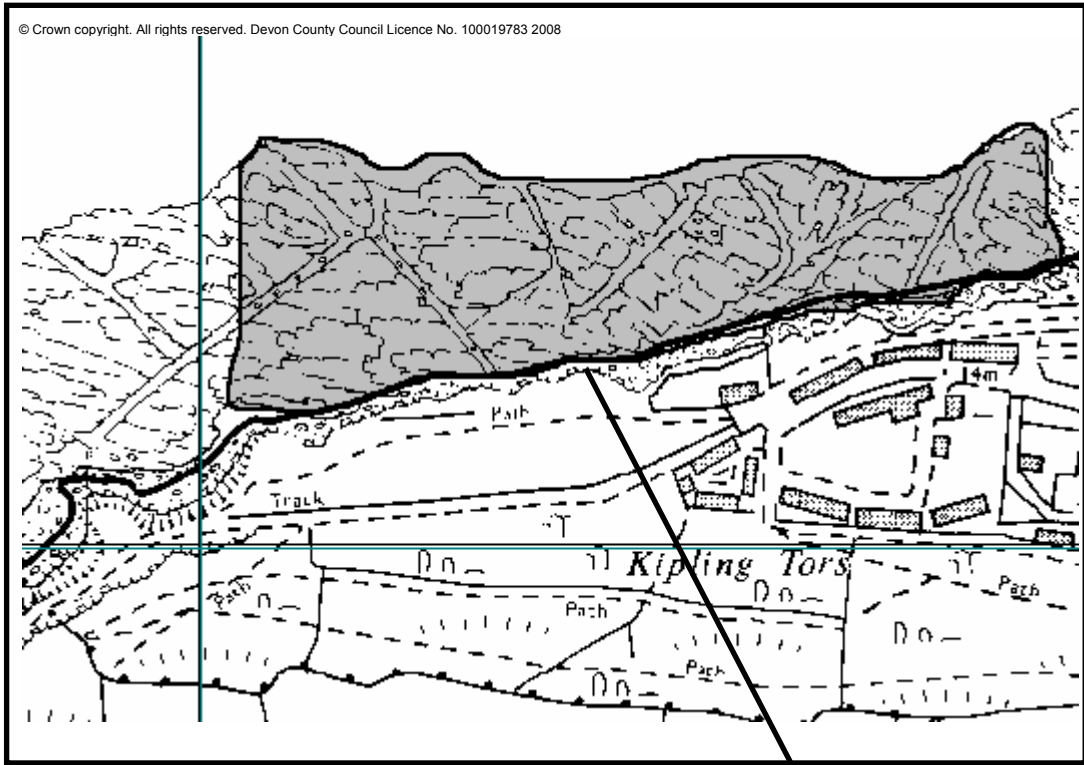 © Crown copyright. All rights reserved. Devon County Council Licence No. 100019783 2008
14m
Path
Track
Kipling Tors
Path
Path
Path
Path